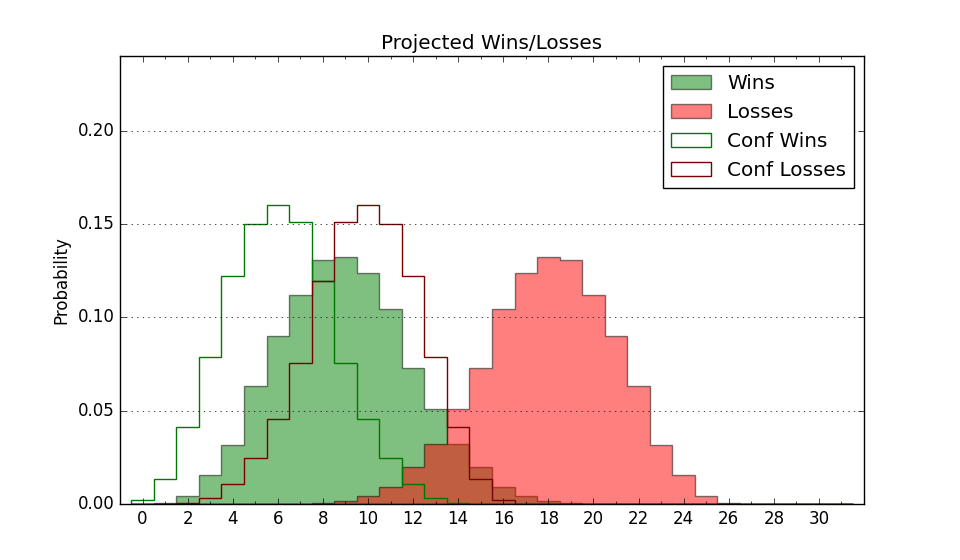 Projected Wins/Losses
Wins
Losses
Conf Wins
Conf Losses
Probability
0.20
0.15
0.10
0.05
0.00
0 2 4 6 8 10 12 14 16 18 20 22 24 26 28 30